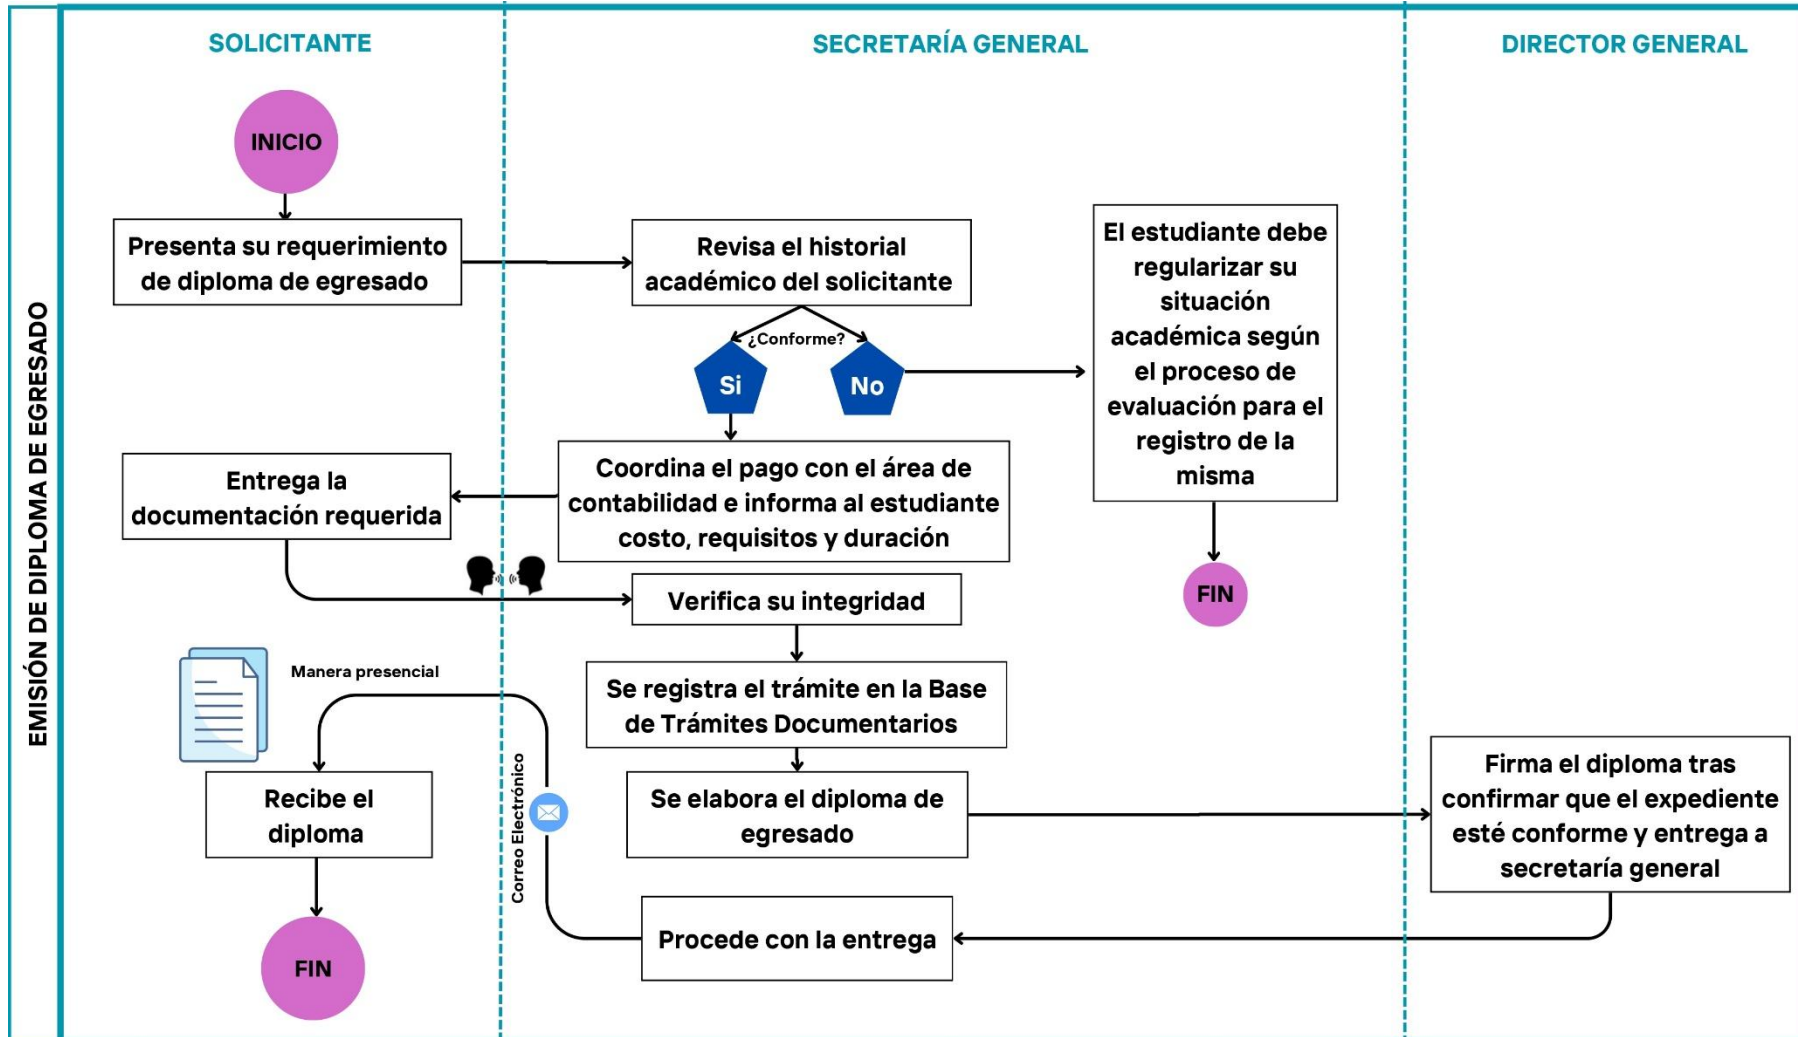 EMISIÓN DE DIPLOMA DE EGRESADO
SOLICITANTE
SECRETARÍA GENERAL
DIRECTOR GENERAL
INICIO
Presenta su requerimiento
de diploma de egresado
Revisa el historial
académico del solicitante
¿Conforme?
Si
No
El estudiante debe
regularizar su
situación
académica según
el proceso de
evaluación para el
registro de la
misma
FIN
Coordina el pago con el área de
contabilidad e informa al estudiante
costo, requisitos y duración
Entrega la
documentación requerida
Verifica su integridad
Se registra el trámite en la Base
de Trámites Documentarios
Se elabora el diploma de
egresado
Firma el diploma tras
confirmar que el expediente
esté conforme y entrega a
secretaría general
Procede con la entrega
Correo Electrónico
Manera presencial
Recibe el
diploma
FIN